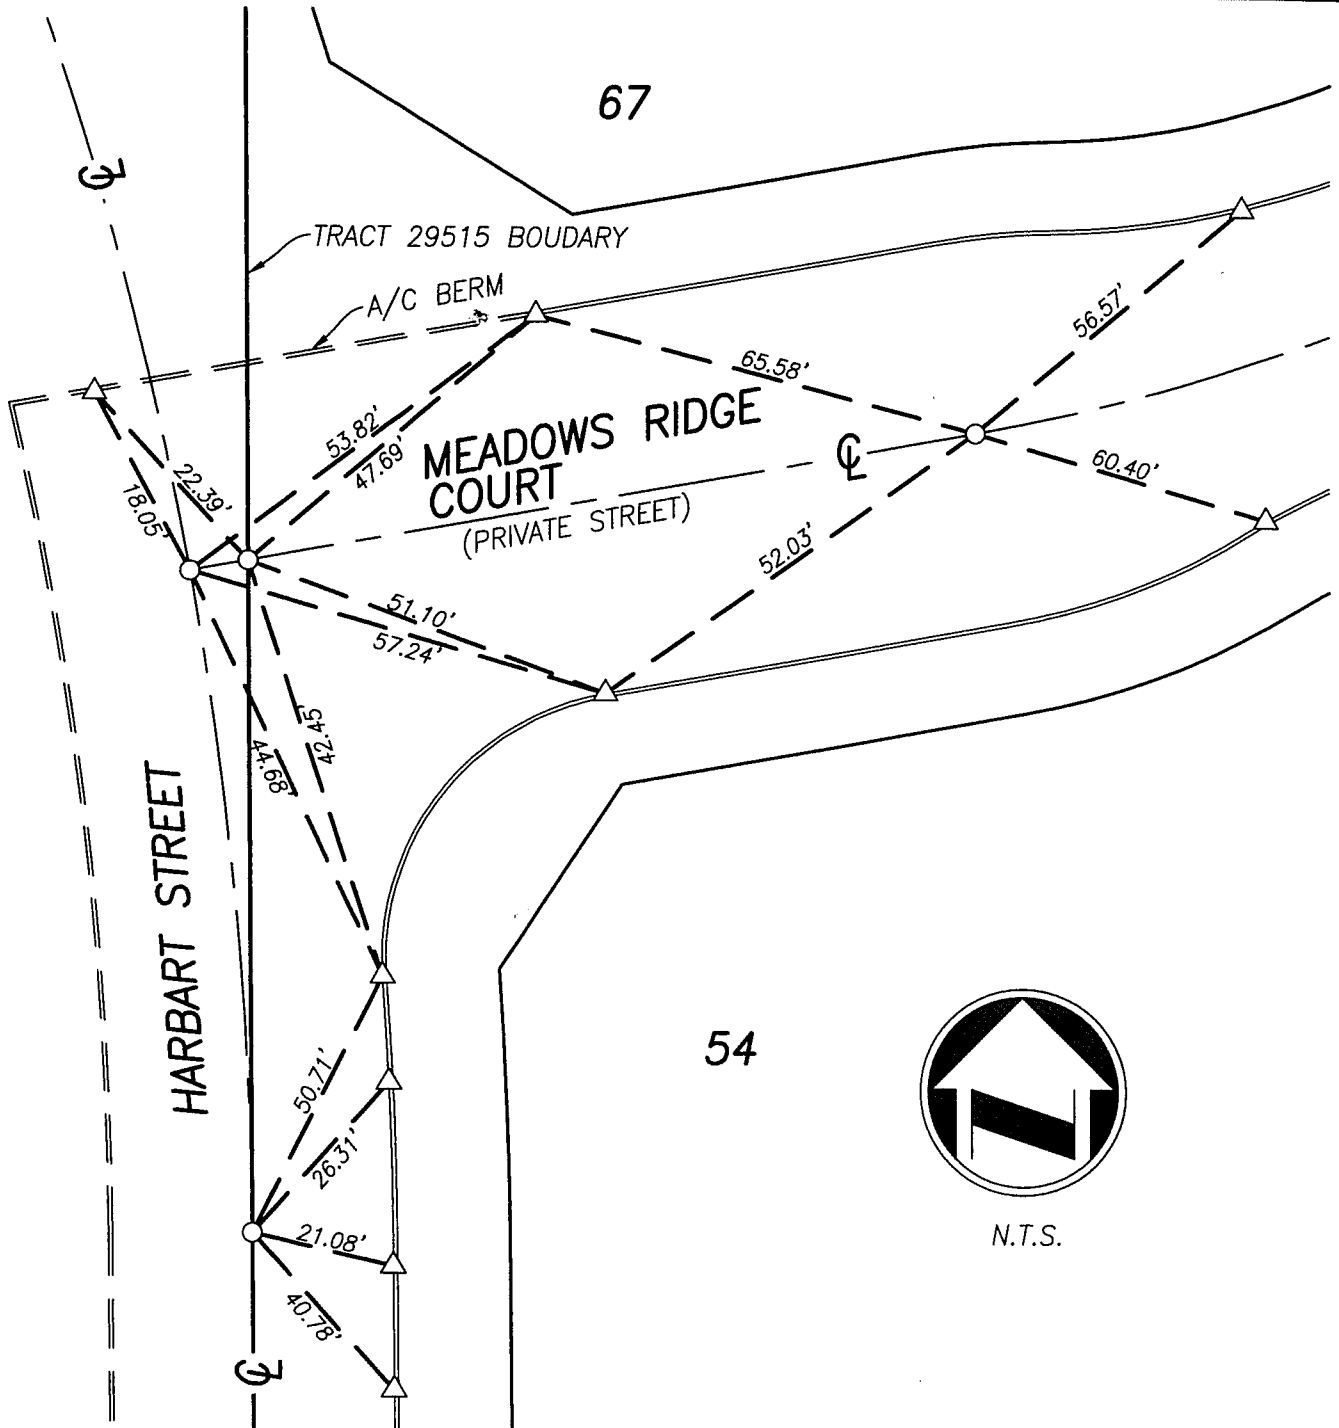 67
℄
TRACT 29515 BOUDARY
A/C BERM
56.57'
65.58'
53.82'
47.69'
MEADOWS RIDGE
COURT
(PRIVATE STREET)
℄
60.40'
22.39'
18.05'
52.03'
51.10'
57.24'
42.45
44.68'
HARBART STREET
54
50.71'
26.31'
21.08'
40.78'
N
N.T.S.
℄